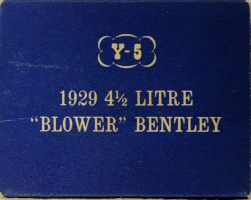 Y-5
1929 4½ LITRE
"BLOWER" BENTLEY